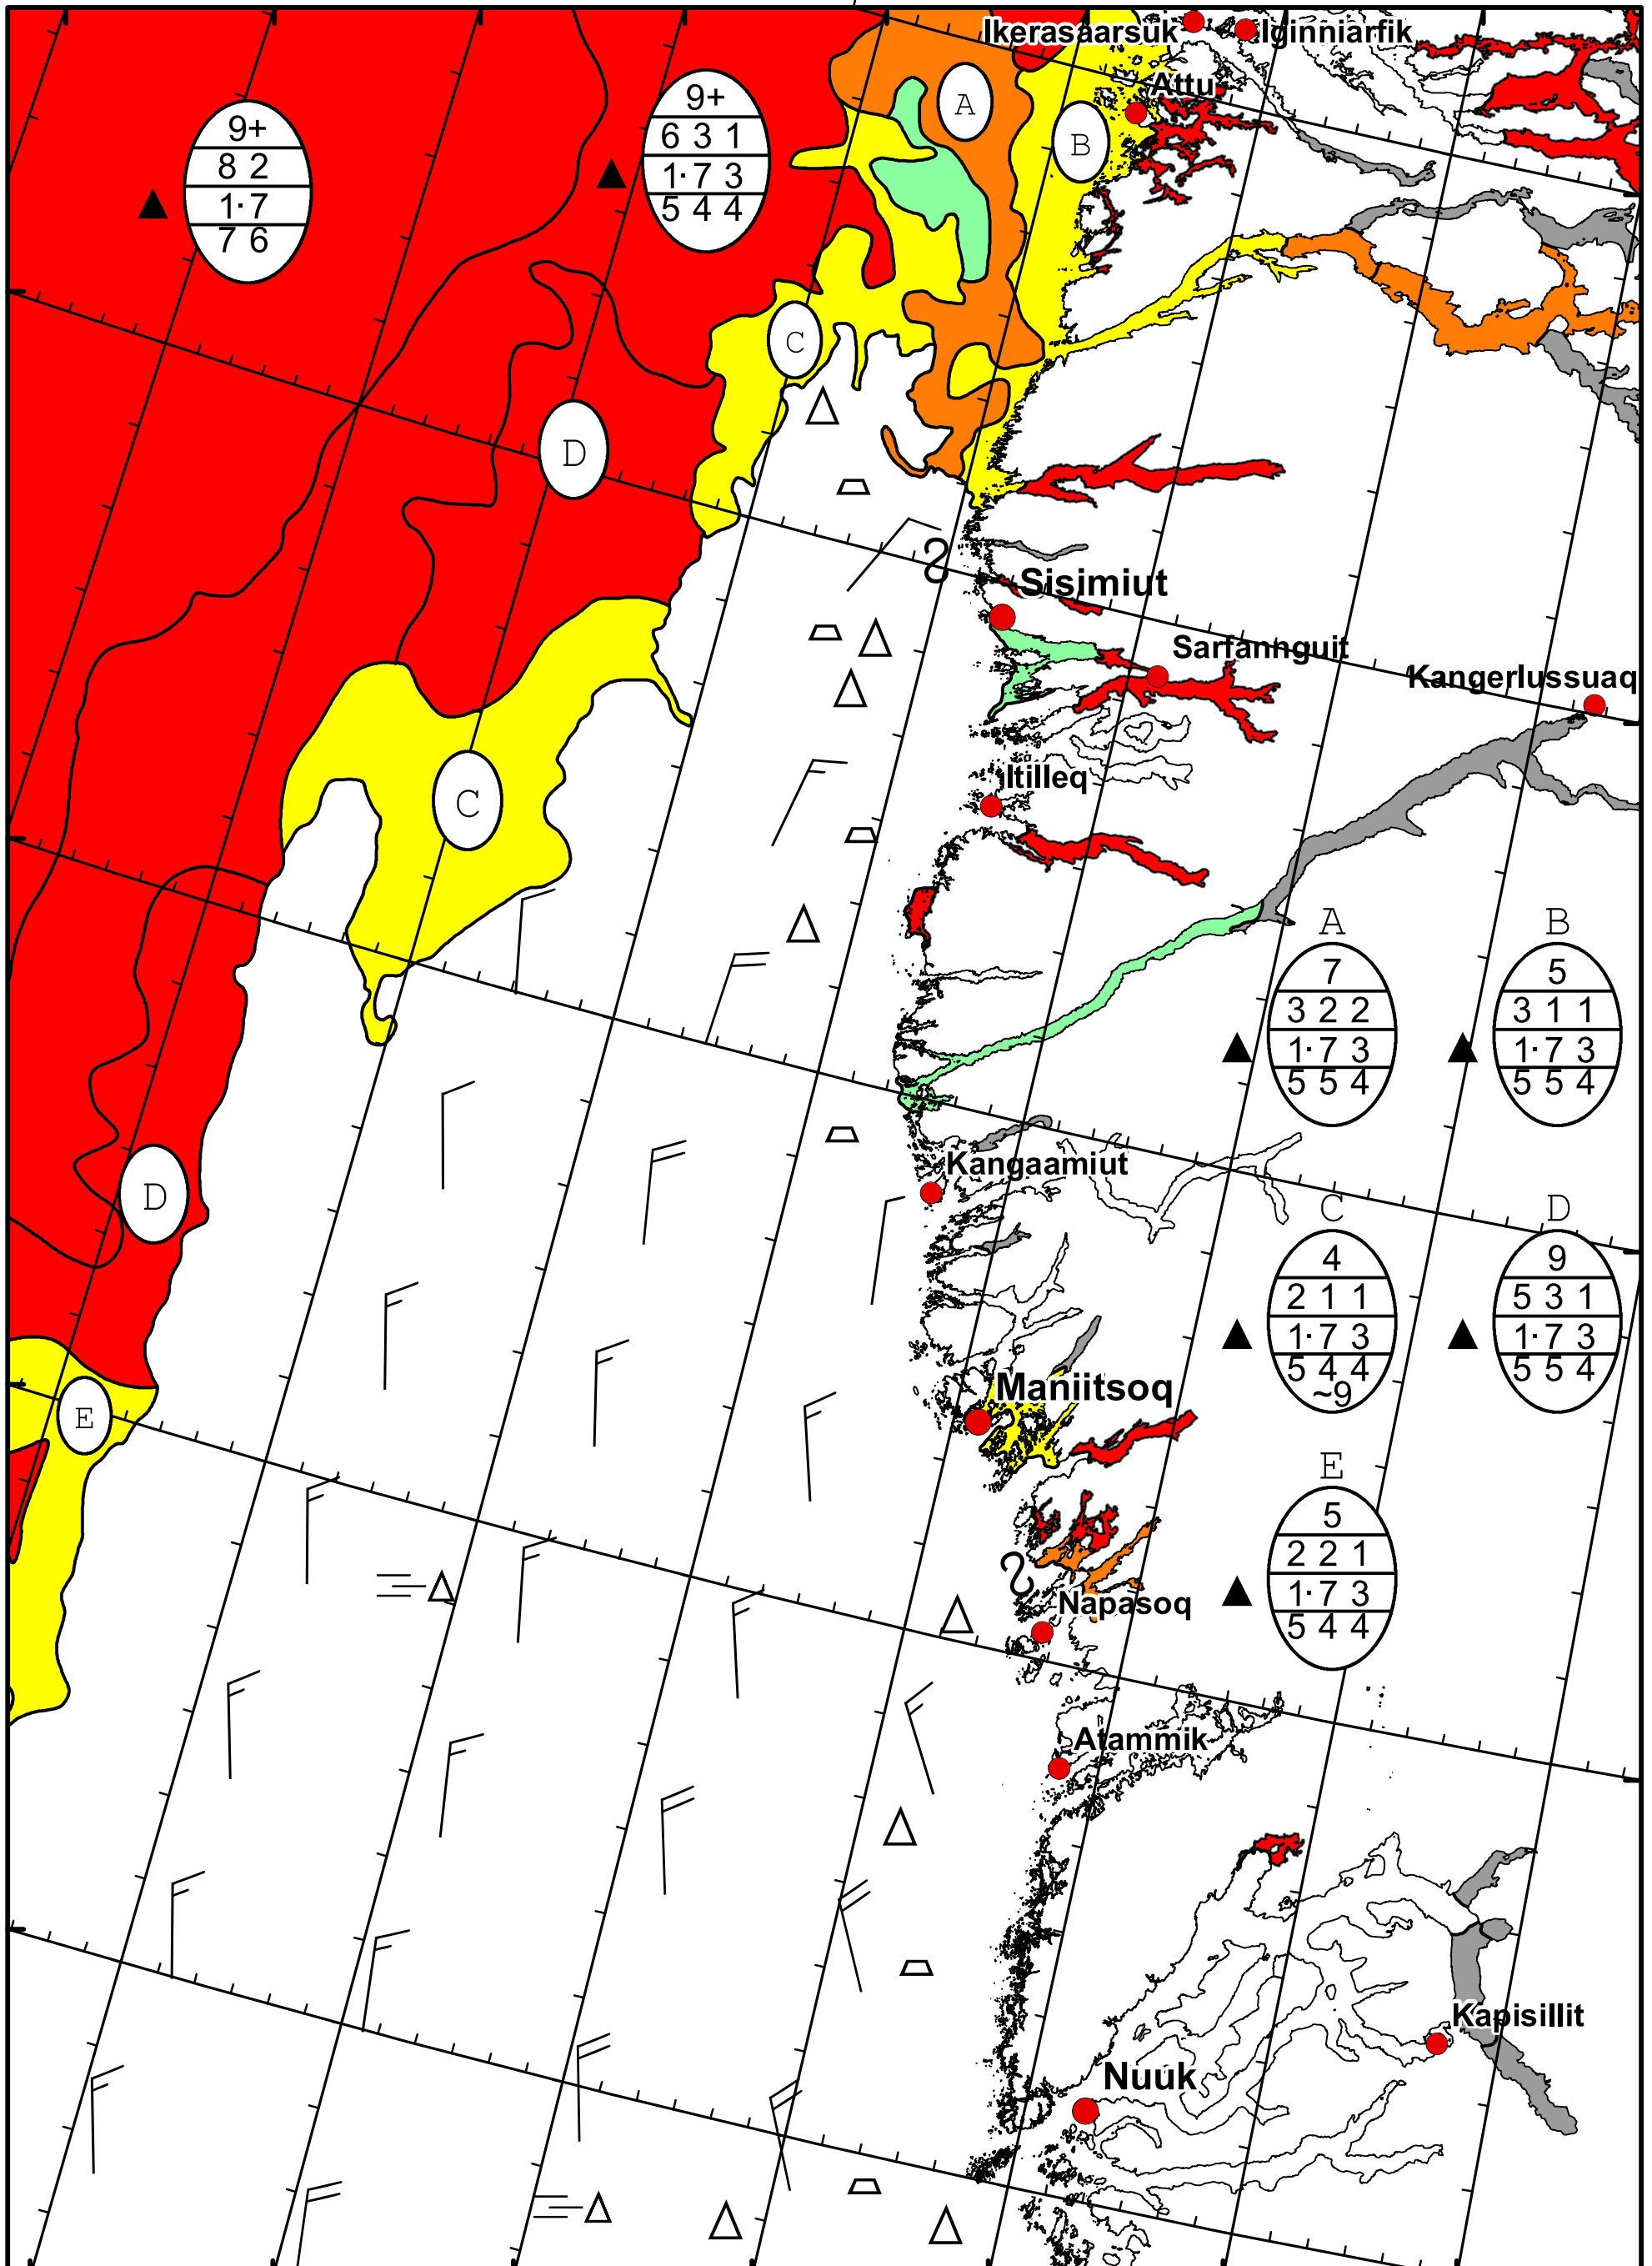 Ikerasaarsuk
Iginniarfik
Attu
9+
8 2
1· 7
7 6
9+
6 3 1
1· 7 3
5 4 4
A
B
C
D
Sisimiut
Sarfannguit
Kangerlussuaq
Itilleq
C
A
7
3 2 2
1· 7 3
5 5 4
B
5
3 1 1
1· 7 3
5 5 4
Kangaamiut
D
C
4
2 1 1
1· 7 3
5 4 4
~9
D
9
5 3 1
1· 7 3
5 5 4
Maniitsoq
E
E
5
2 2 1
1· 7 3
5 4 4
Napasoq
Atammik
Kapisillit
Nuuk